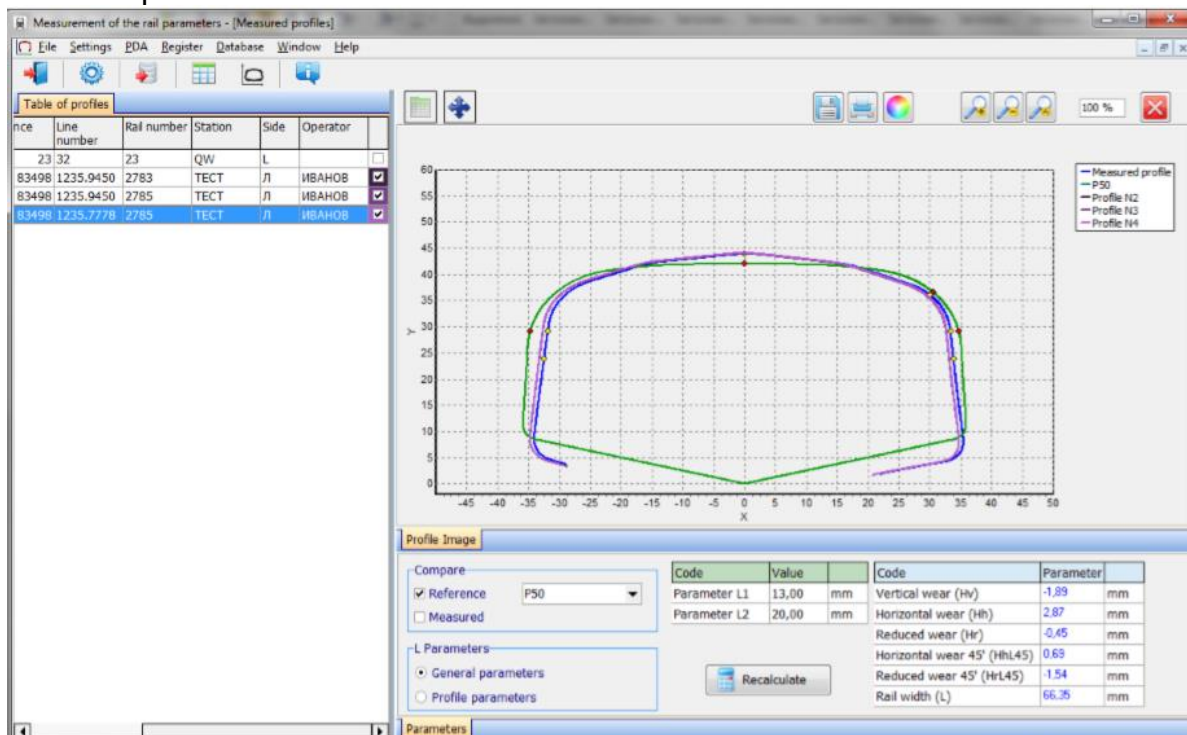 Measurement of the rail parameters - [Measured profiles]
File Settings PDA Register Database Window Help
Table of profiles
100 %
nce Line number Rail number Station Side Operator
23 32 23 QW L
83498 1235.9450 2783 ТЕСТ Л ИВАНОВ
83498 1235.9450 2785 ТЕСТ Л ИВАНОВ
83498 1235.7778 2785 ТЕСТ Л ИВАНОВ
Measured profile
P50
Profile N2
Profile N3
Profile N4
60
55
50
45
40
35
30
25
20
15
10
5
0
Y
-45 -40 -35 -30 -25 -20 -15 -10 -5 0 5 10 15 20 25 30 35 40 45 50
X
Profile Image
Compare
Reference P50
Measured
L Parameters
General parameters
Profile parameters
Code Value
Parameter L1 13,00 mm
Parameter L2 20,00 mm
Recalculate
Code Parameter
Vertical wear (Hv) -1,89 mm
Horizontal wear (Hh) 2,87 mm
Reduced wear (Hr) -0,45 mm
Horizontal wear 45' (HhL45) 0,69 mm
Reduced wear 45' (HrL45) -1,54 mm
Rail width (L) 66,35 mm
Parameters